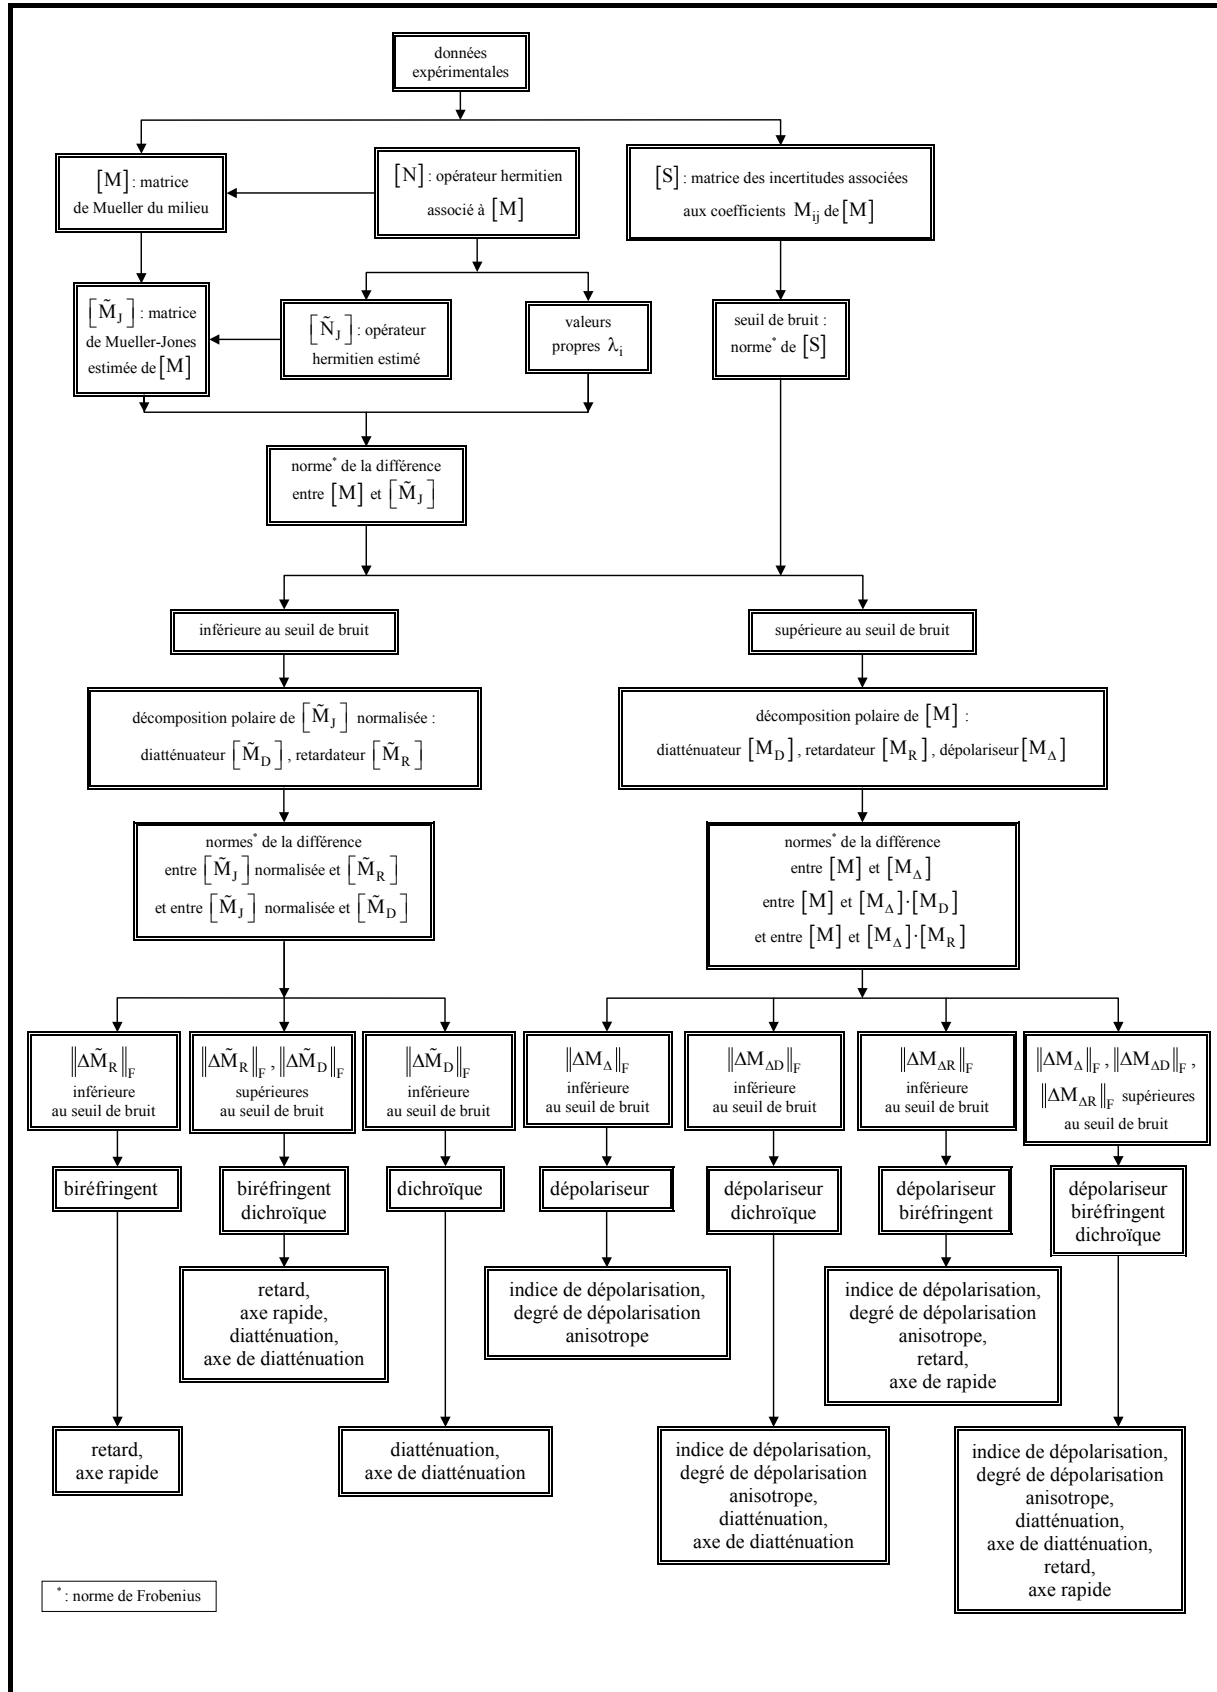 données
expérimentales
[M] : matrice
de Mueller du milieu
[N] : opérateur hermitien
associé à [M]
[S] : matrice des incertitudes associées
aux coefficients M_ij de [M]
[M̃_J] : matrice
de Mueller-Jones
estimée de [M]
[Ñ_J] : opérateur
hermitien estimé
valeurs
propres λ_i
seuil de bruit :
norme* de [S]
norme* de la différence
entre [M] et [M̃_J]
inférieure au seuil de bruit
supérieure au seuil de bruit
décomposition polaire de [M̃_J] normalisée :
diatténuateur [M̃_D] , retardateur [M̃_R]
décomposition polaire de [M] :
diatténuateur [M_D] , retardateur [M_R] , dépolariseur [M_Δ]
normes* de la différence
entre [M̃_J] normalisée et [M̃_R]
et entre [M̃_J] normalisée et [M̃_D]
normes* de la différence
entre [M] et [M_Δ]
entre [M] et [M_Δ]·[M_D]
et entre [M] et [M_Δ]·[M_R]
‖ΔM̃_R‖_F
inférieure
au seuil de bruit
‖ΔM̃_R‖_F , ‖ΔM̃_D‖_F
supérieures
au seuil de bruit
‖ΔM̃_D‖_F
inférieure
au seuil de bruit
‖ΔM_Δ‖_F
inférieure
au seuil de bruit
‖ΔM_ΔD‖_F
inférieure
au seuil de bruit
‖ΔM_ΔR‖_F
inférieure
au seuil de bruit
‖ΔM_Δ‖_F , ‖ΔM_ΔD‖_F ,
‖ΔM_ΔR‖_F supérieures
au seuil de bruit
biréfringent
biréfringent
dichroïque
dichroïque
dépolariseur
dépolariseur
dichroïque
dépolariseur
biréfringent
dépolariseur
biréfringent
dichroïque
retard,
axe rapide,
diatténuation,
axe de diatténuation
indice de dépolarisation,
degré de dépolarisation
anisotrope
indice de dépolarisation,
degré de dépolarisation
anisotrope,
retard,
axe de rapide
retard,
axe rapide
diatténuation,
axe de diatténuation
indice de dépolarisation,
degré de dépolarisation
anisotrope,
diatténuation,
axe de diatténuation
indice de dépolarisation,
degré de dépolarisation
anisotrope,
diatténuation,
axe de diatténuation,
retard,
axe rapide
* : norme de Frobenius